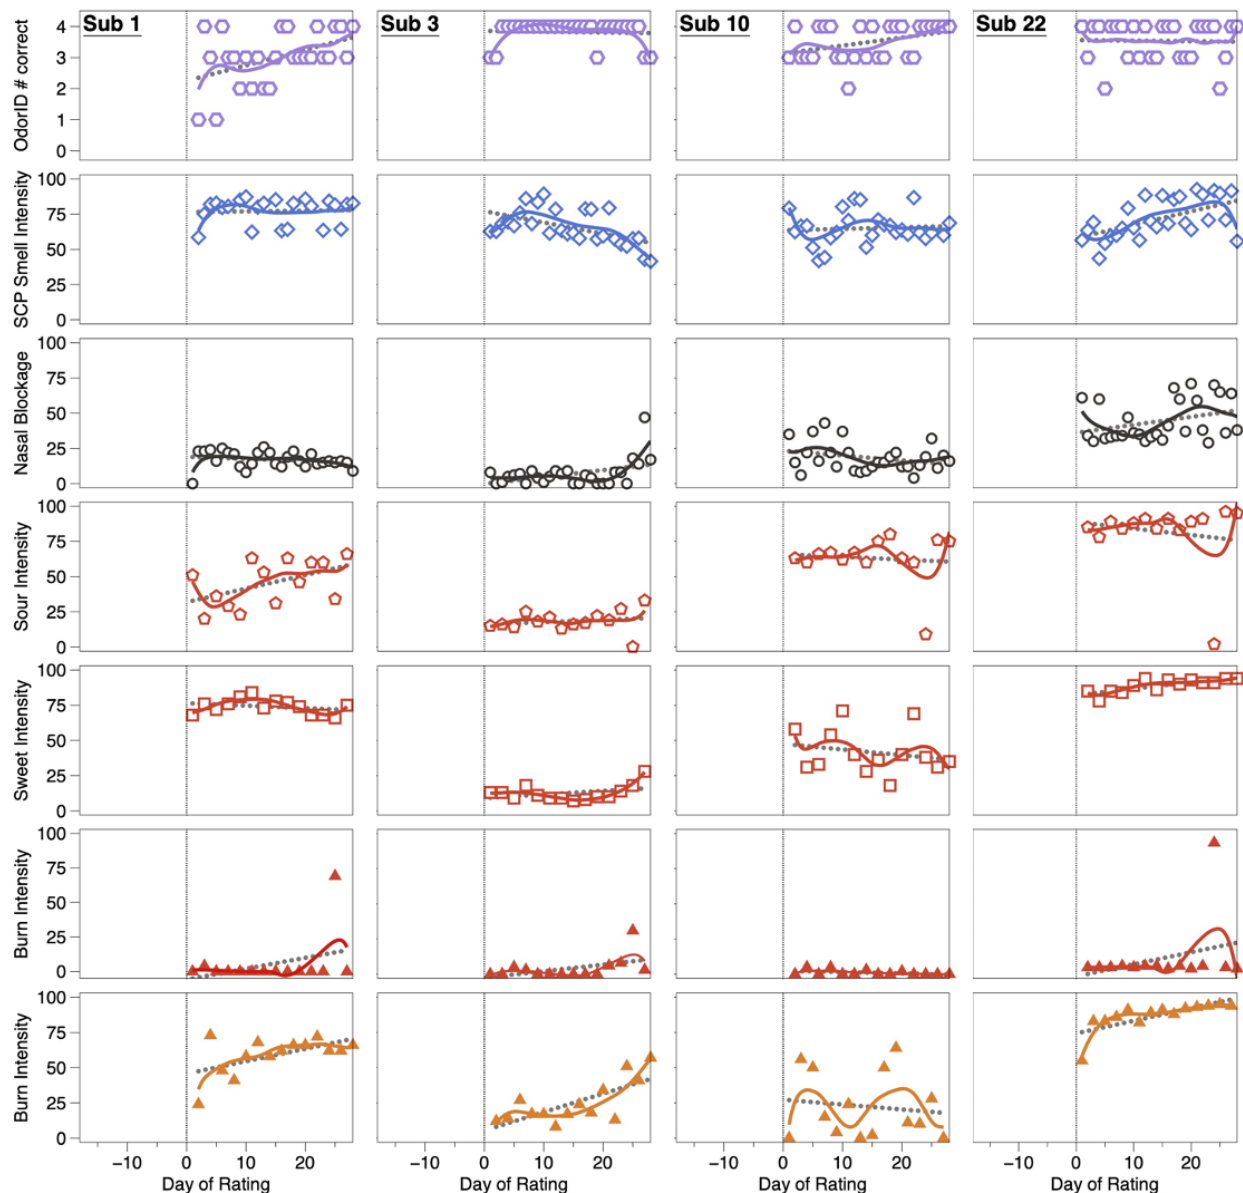 Sub 1
Sub 3
Sub 10
Sub 22
OdorID # correct
4
3
2
1
0
SCP Smell Intensity
100
75
50
25
0
Nasal Blockage
100
75
50
25
0
Sour Intensity
100
75
50
25
0
Sweet Intensity
100
75
50
25
0
Burn Intensity
100
75
50
25
0
Burn Intensity
100
75
50
25
0
−10 0 10 20
−10 0 10 20
−10 0 10 20
−10 0 10 20
Day of Rating
Day of Rating
Day of Rating
Day of Rating